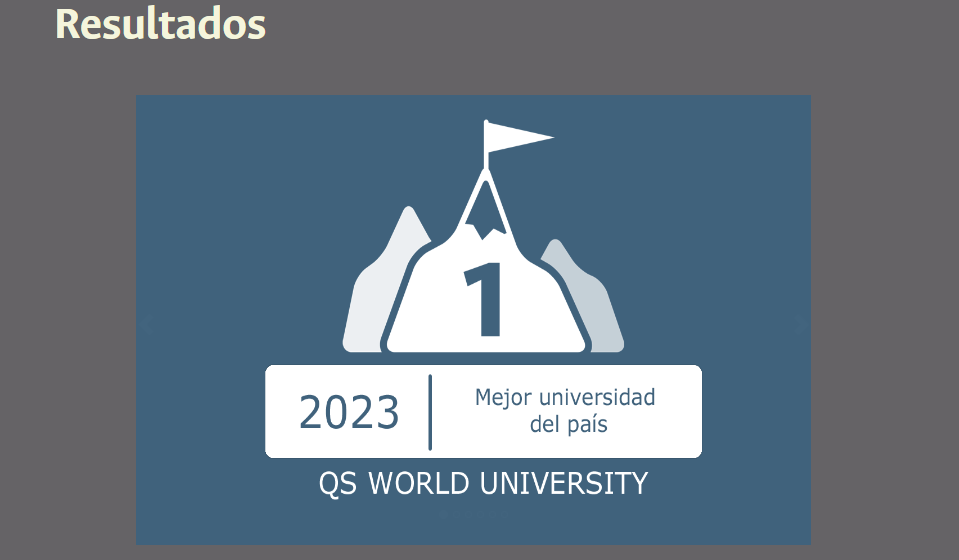 Resultados
1
2023
Mejor universidad
del país
QS WORLD UNIVERSITY